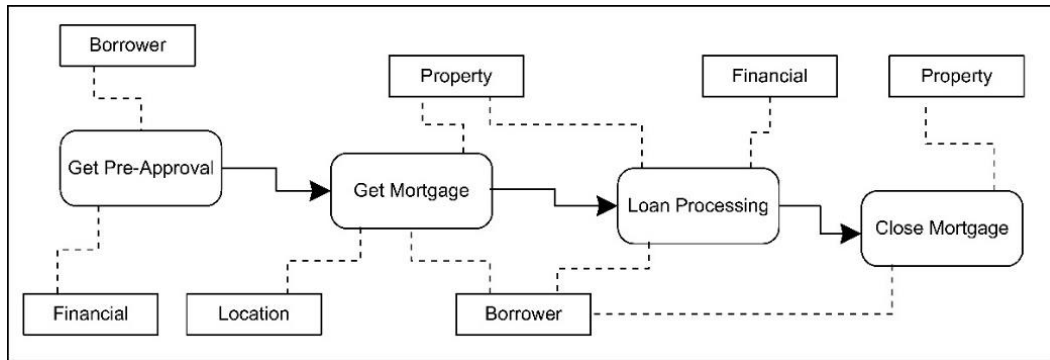 Borrower
Property
Financial
Property
Get Pre-Approval
Get Mortgage
Loan Processing
Close Mortgage
Financial
Location
Borrower